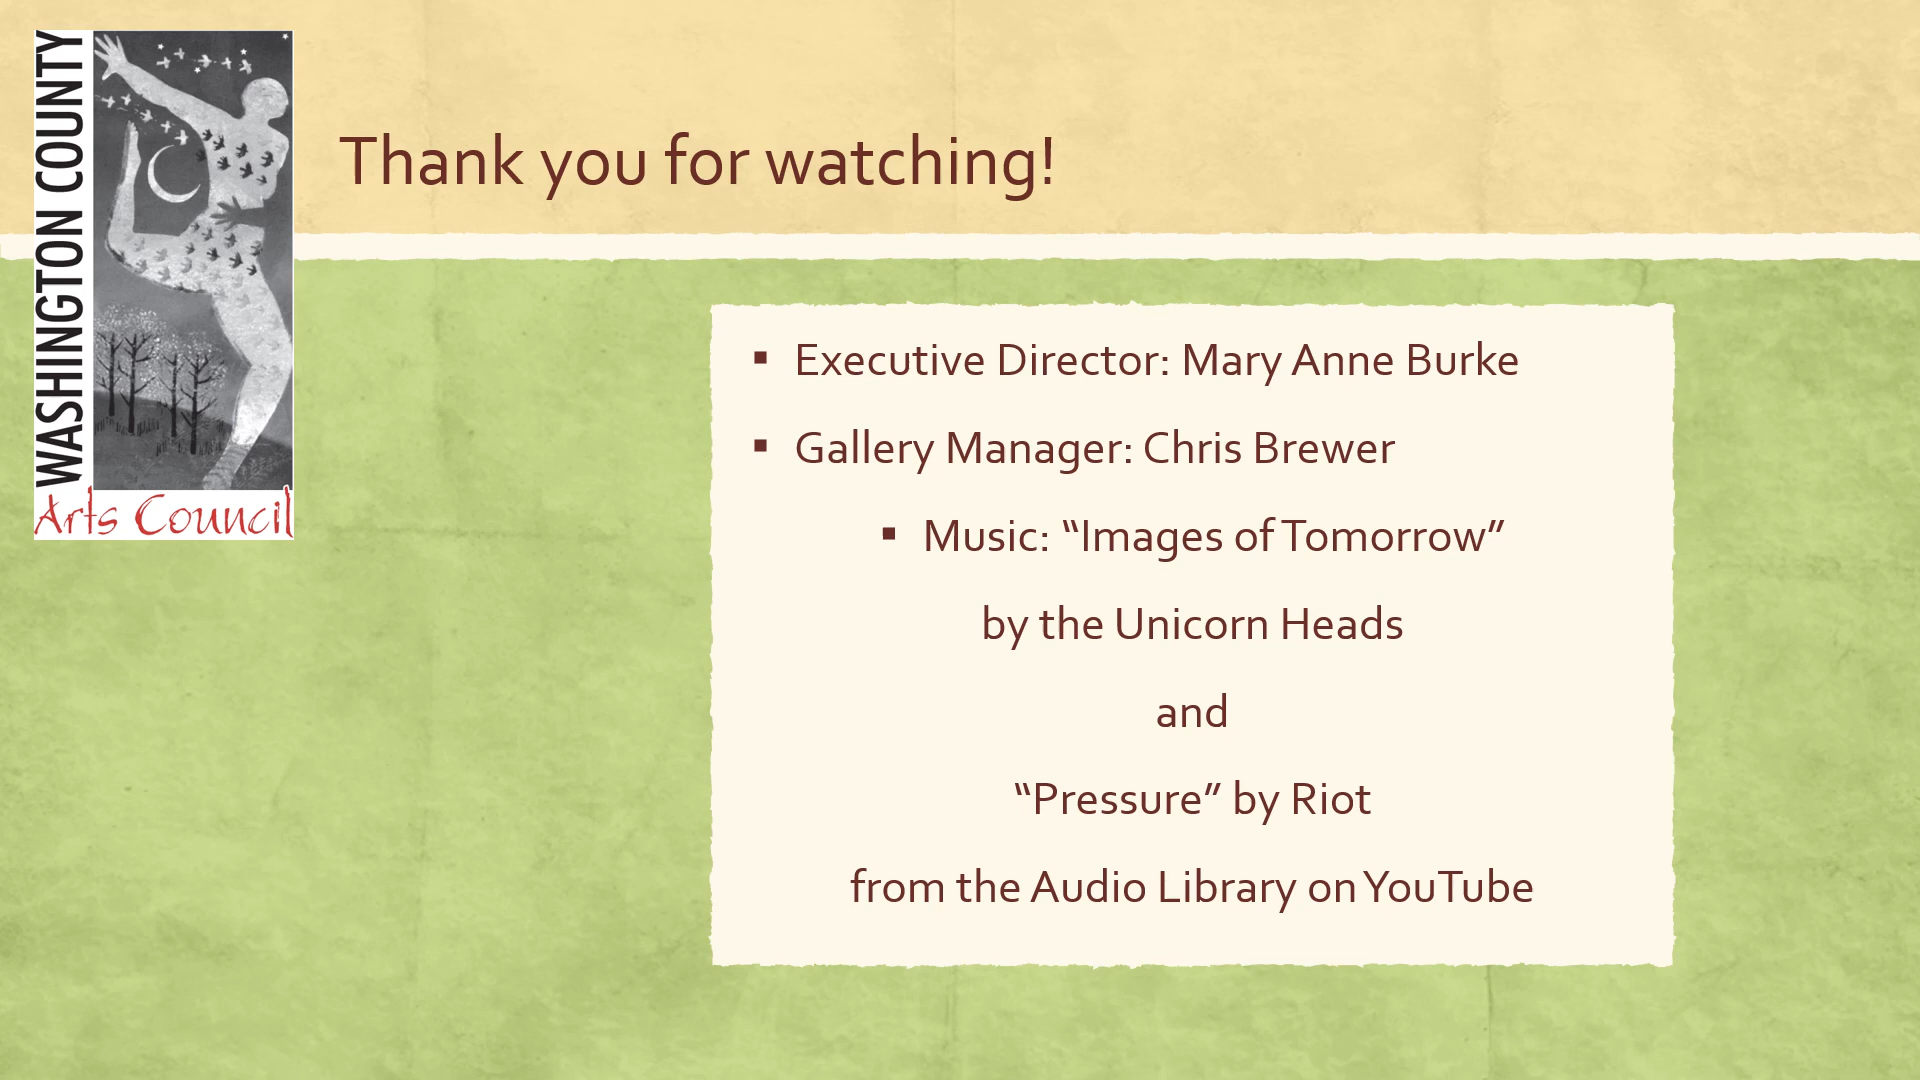 WASHINGTON COUNTY
Arts Council
Thank you for watching!
▪ Executive Director: Mary Anne Burke
▪ Gallery Manager: Chris Brewer
▪ Music: “Images of Tomorrow”
by the Unicorn Heads
and
“Pressure” by Riot
from the Audio Library on YouTube